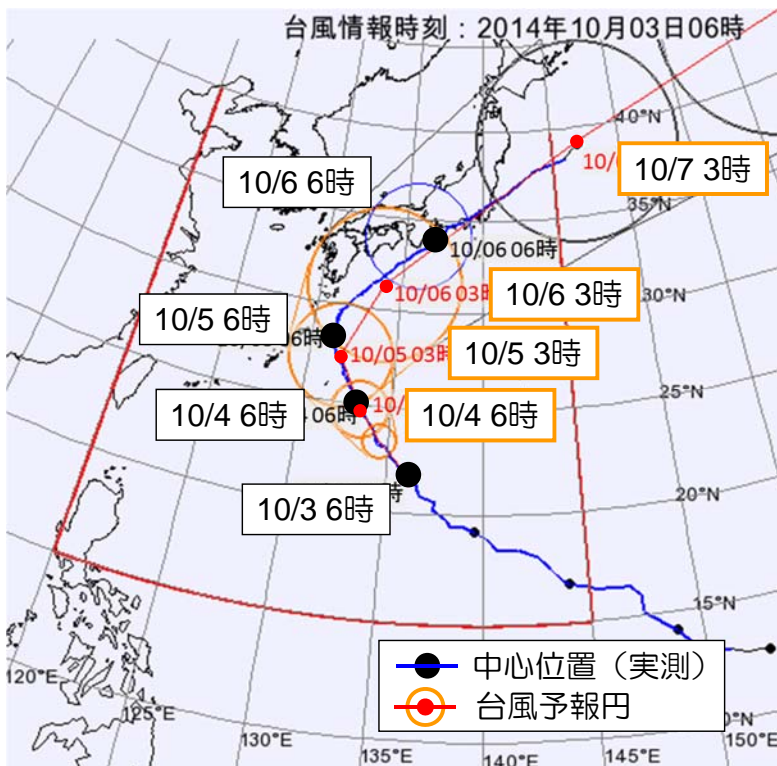 台風情報時刻：2014年10月03日06時
40°N
10/7 3時
10/6 6時
35°N
10/06 06時
10/06 03時
30°N
10/6 3時
10/5 6時
10/05 03時
10/5 3時
25°N
10/4 6時
06時
10/4 6時
10/3 6時
20°N
15°N
中心位置（実測）
台風予報円
120°E
125°E
130°E
135°E
140°E
145°E
150°E